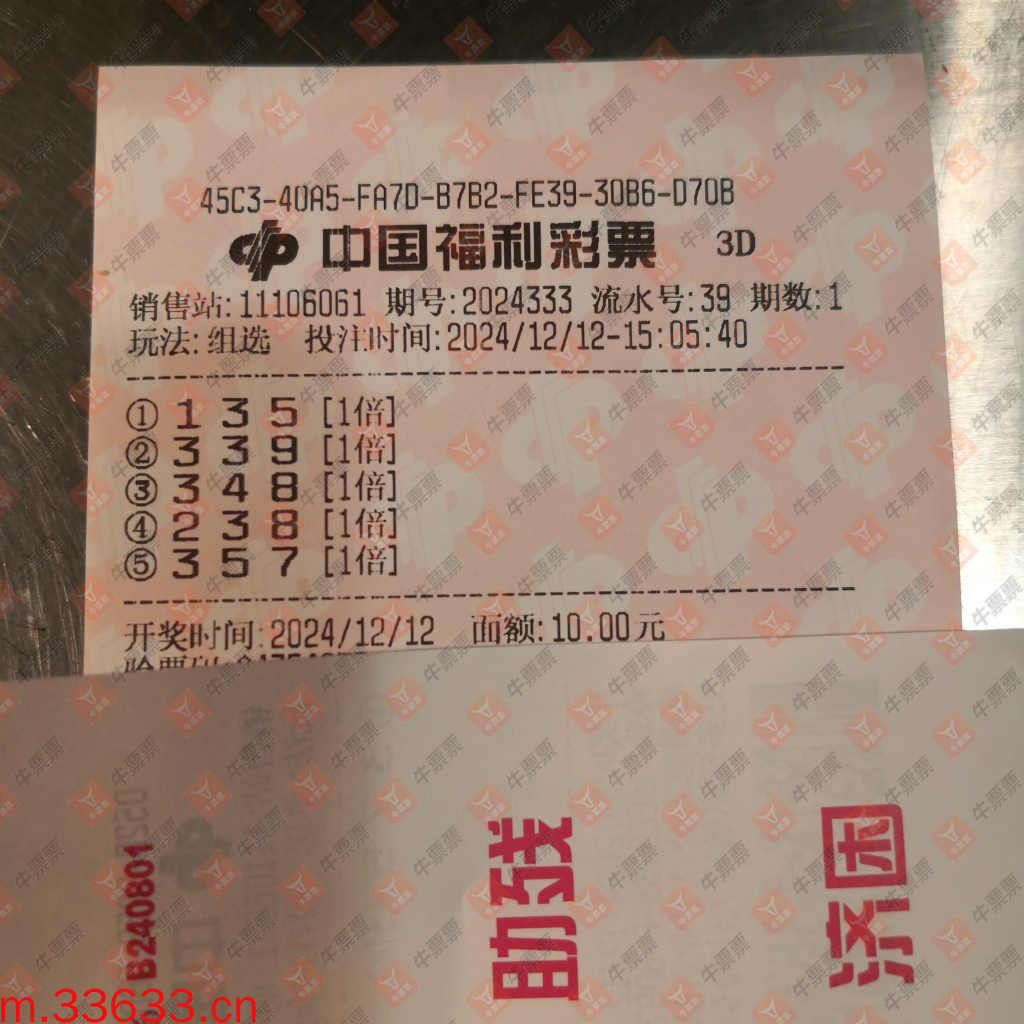 45C3-40A5-FA7D-B7B2-FE39-30B6-D70B
中国福利彩票 3D
销售站:11106061 期号:2024333 流水号:39 期数:1
玩法:组选 投注时间:2024/12/12-15:05:40
① 1 3 5 [1倍]
② 3 3 9 [1倍]
③ 3 4 8 [1倍]
④ 2 3 8 [1倍]
⑤ 3 5 7 [1倍]
开奖时间:2024/12/12 面额:10.00元
B240801
助残
济困
m.33633.cn
牛票票